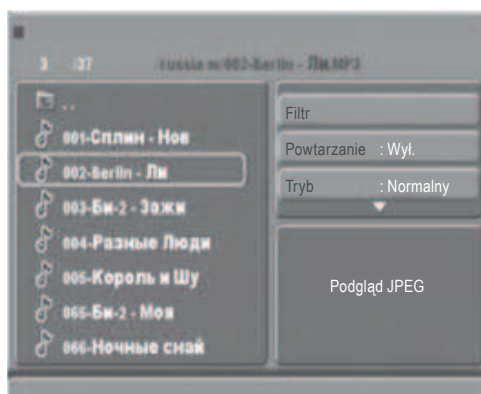 3 /37 /russia m/002-Berlin - Ли.MP3
..
001-Сплин - Нов
002-Berlin - Ли
003-Би-2 - Зажи
004-Разные Люди
005-Король и Шу
065-Би-2 - Моя
066-Ночные снай
Filtr
Powtarzanie : Wył.
Tryb : Normalny
Podgląd JPEG